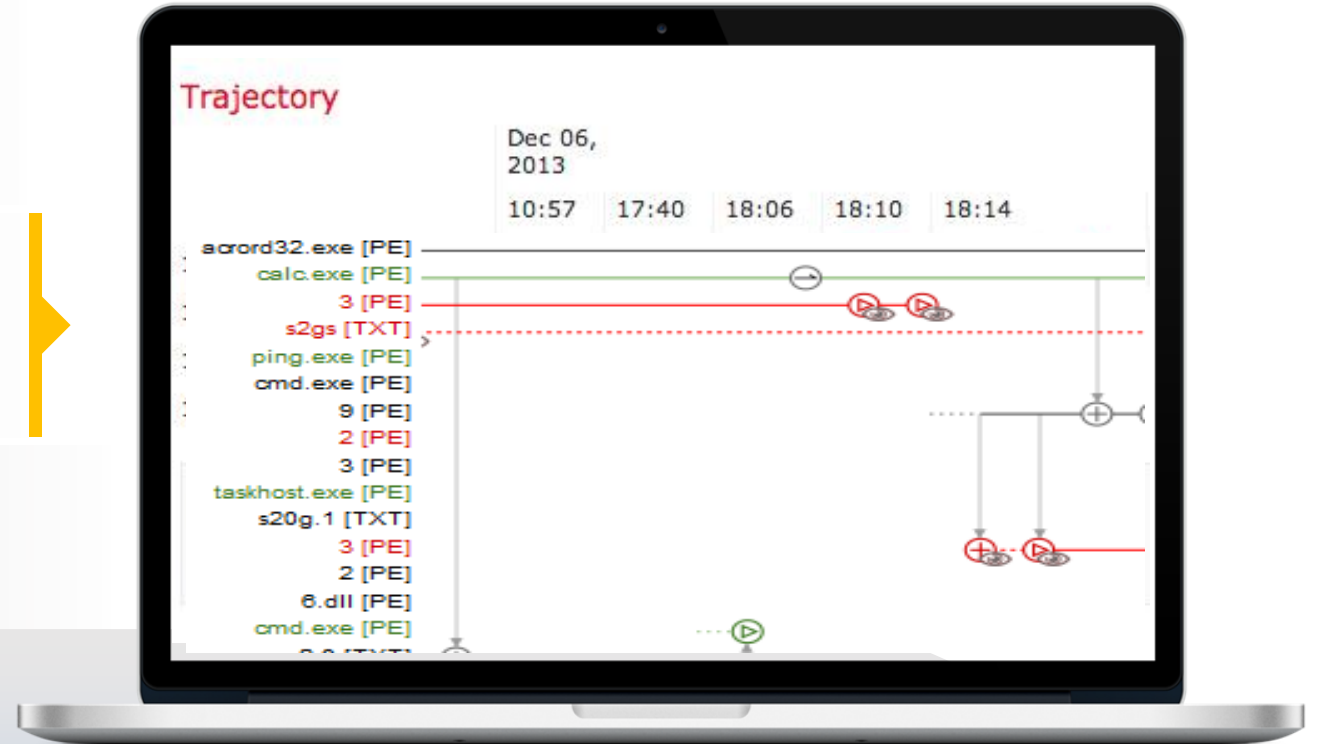 Trajectory
Dec 06,
2013
10:57 17:40 18:06 18:10 18:14
acrord32.exe [PE]
calc.exe [PE]
3 [PE]
s2gs [TXT]
ping.exe [PE]
cmd.exe [PE]
9 [PE]
2 [PE]
3 [PE]
taskhost.exe [PE]
s20g.1 [TXT]
3 [PE]
2 [PE]
6.dll [PE]
cmd.exe [PE]